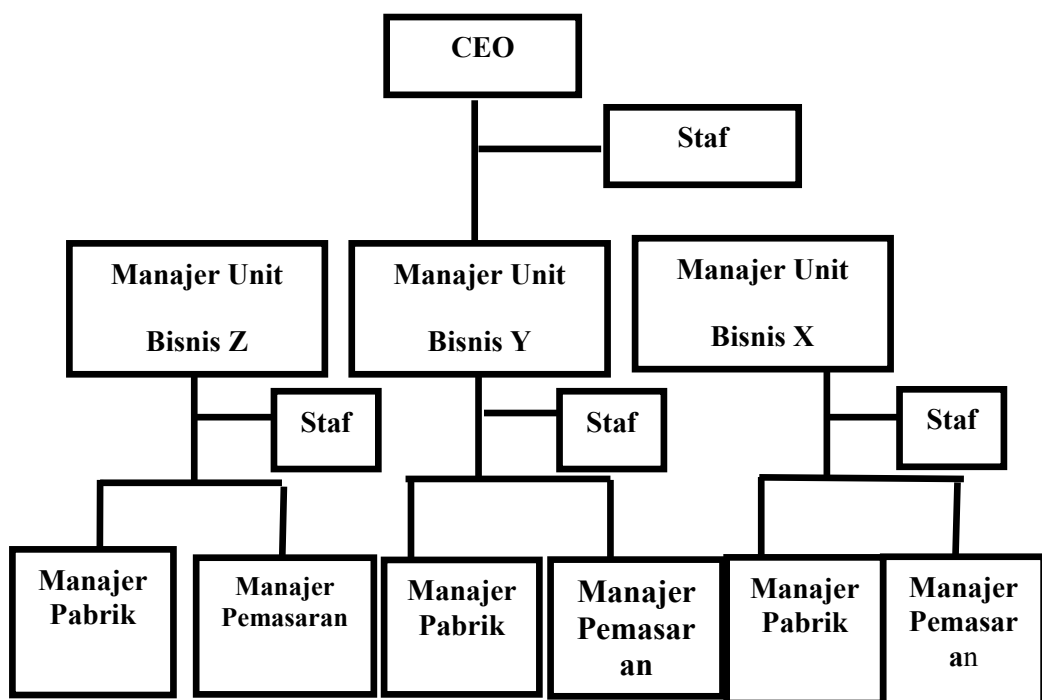 CEO
Staf
Manajer Unit
Bisnis Z
Manajer Unit
Bisnis Y
Manajer Unit
Bisnis X
Staf
Staf
Staf
Manajer
Pabrik
Manajer
Pemasaran
Manajer
Pabrik
Manajer
Pemasar
an
Manajer
Pabrik
Manajer
Pemasar
an